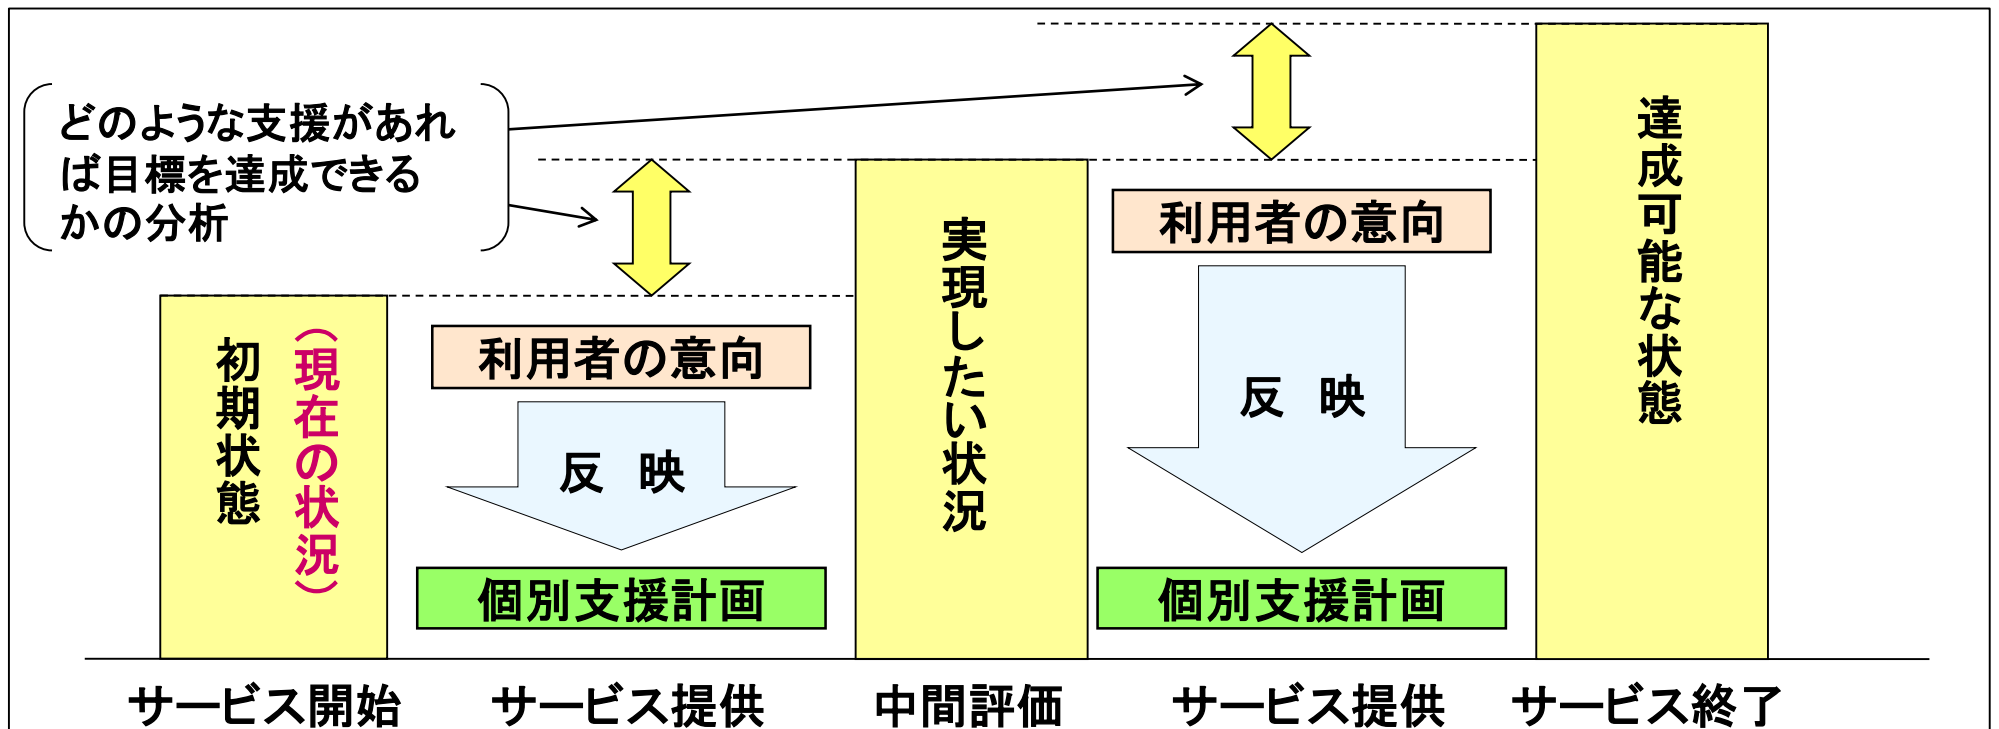 どのような支援があれ
ば目標を達成できる
かの分析
初期状態
（現在の状況）
利用者の意向
反　映
個別支援計画
実現したい状況
利用者の意向
反　映
個別支援計画
達成可能な状態
サービス開始
サービス提供
中間評価
サービス提供
サービス終了